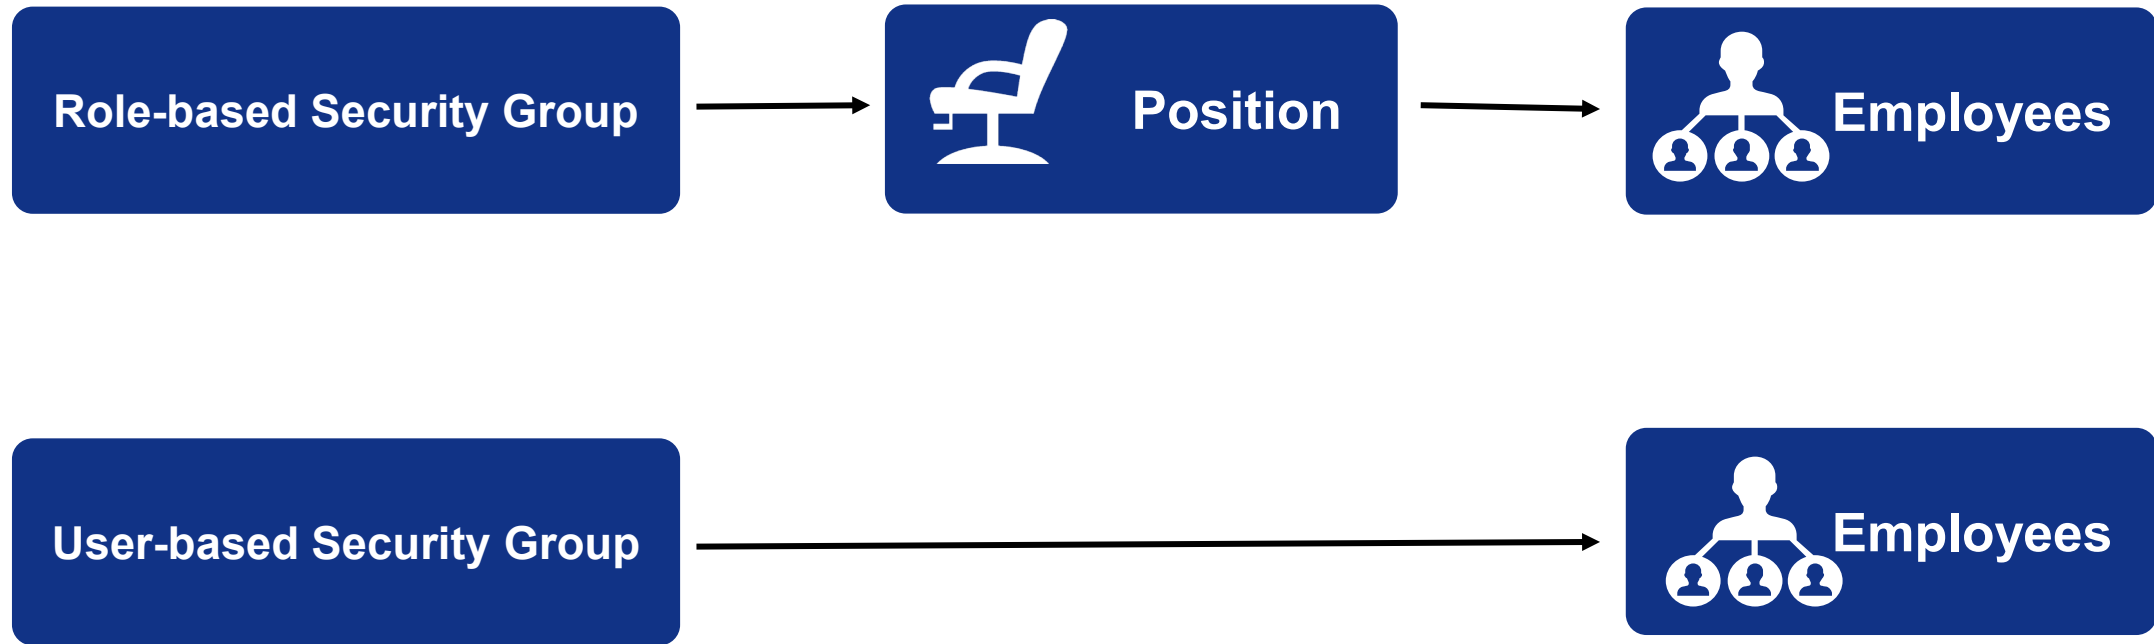 Role-based Security Group
Position
Employees
User-based Security Group
Employees